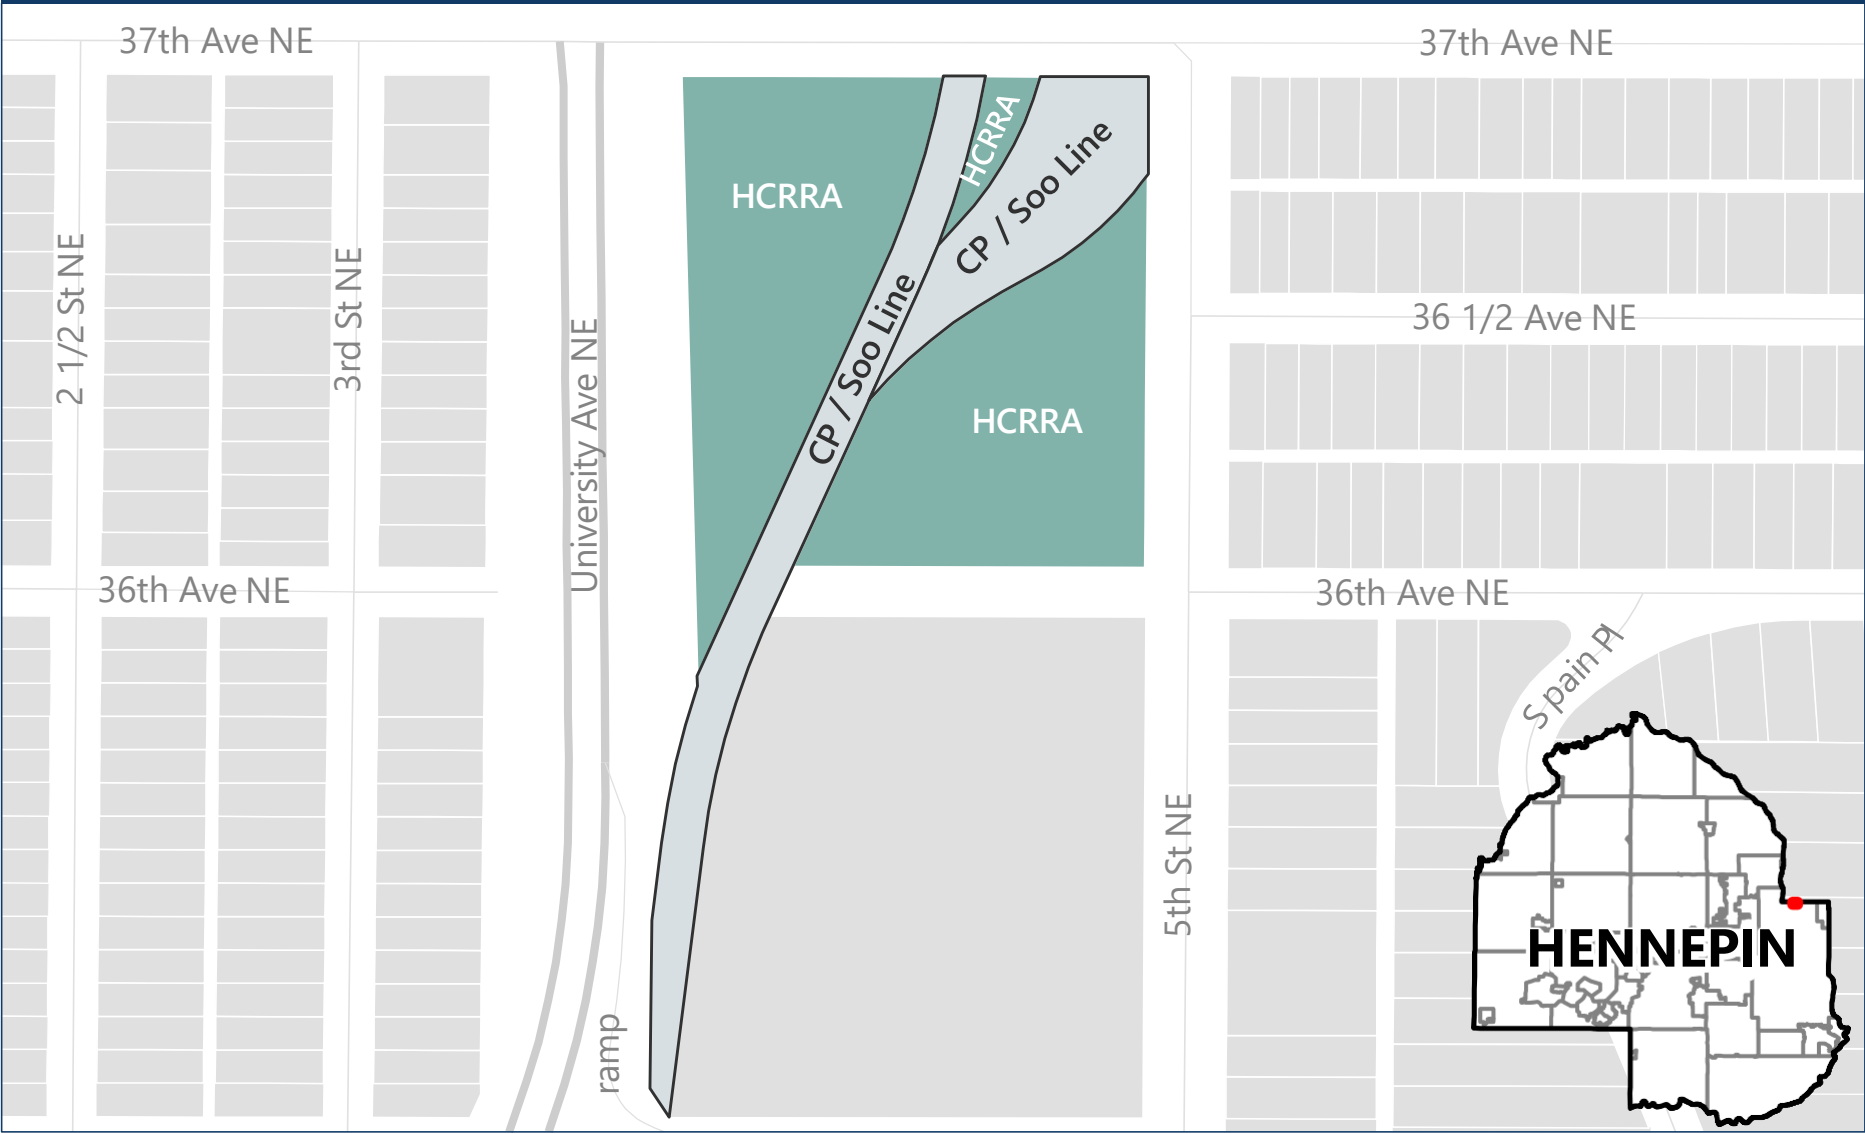 37th Ave NE
37th Ave NE
HCRRA
HCRRA
CP / Soo Line
CP / Soo Line
HCRRA
2 1/2 St NE
3rd St NE
University Ave NE
36 1/2 Ave NE
36th Ave NE
36th Ave NE
Spain Pl
5th St NE
ramp
HENNEPIN